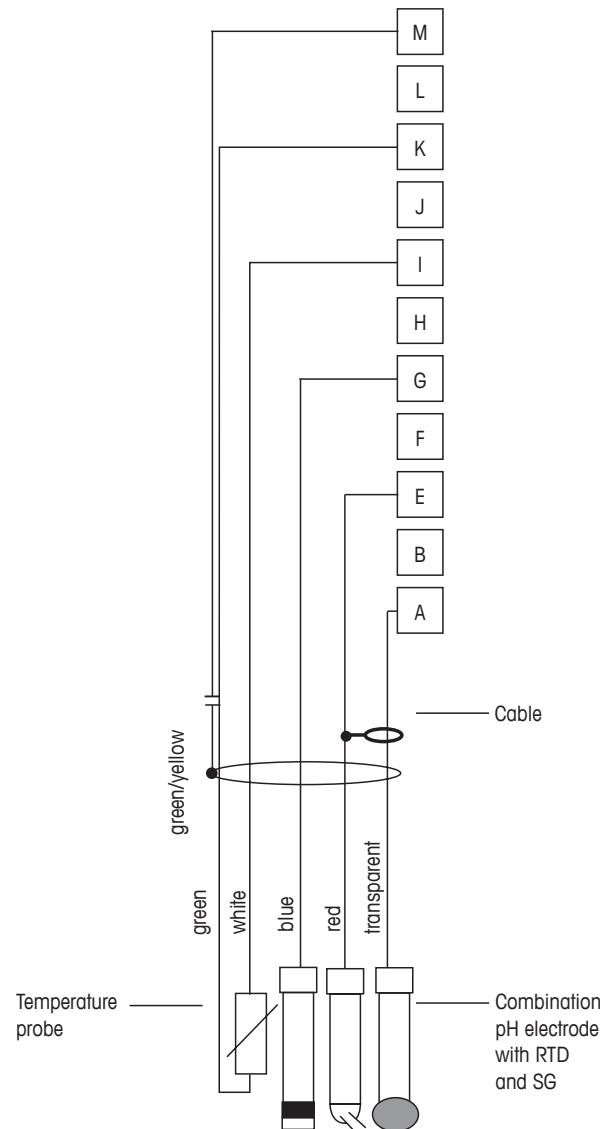 M
L
K
J
I
H
G
F
E
B
A
Cable
green/yellow
green
white
blue
red
transparent
Temperature
probe
Combination
pH electrode
with RTD
and SG